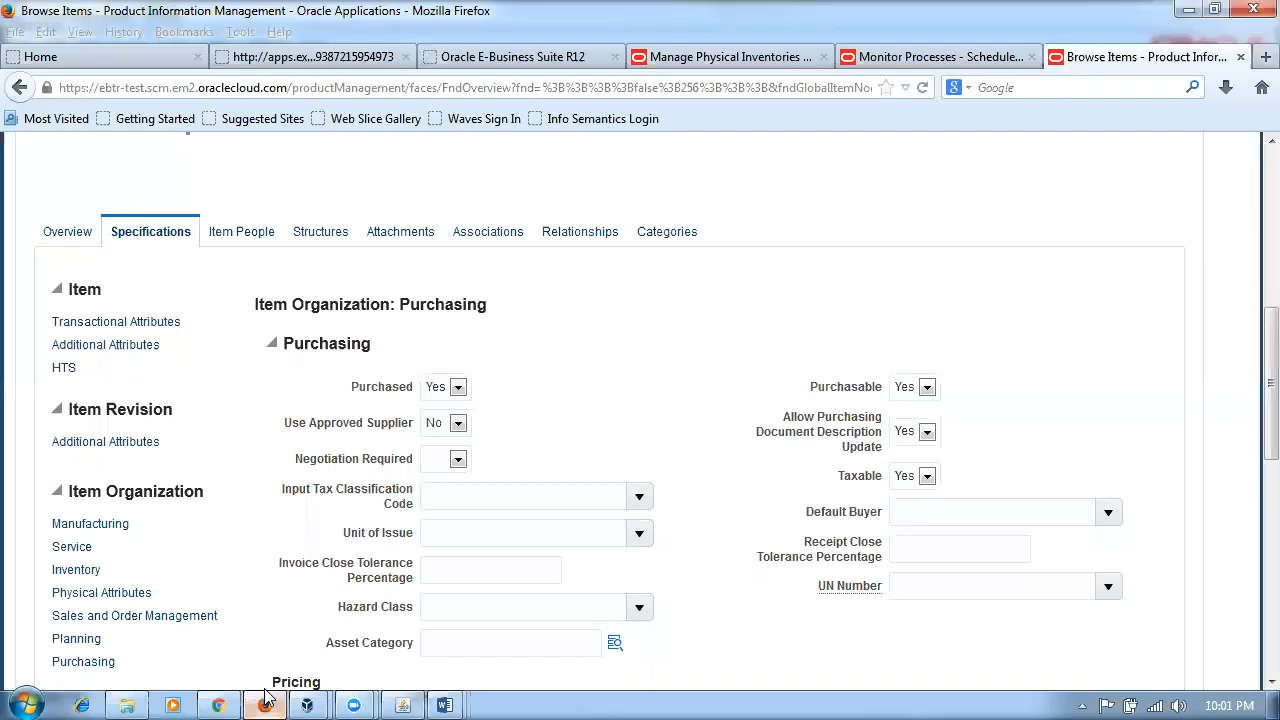 Browse Items - Product Information Management - Oracle Applications - Mozilla Firefox
File Edit View History Bookmarks Tools Help
Home
http://apps.ex...9387215954973
Oracle E-Business Suite R12
Manage Physical Inventories ...
Monitor Processes - Schedule...
Browse Items - Product Infor...
https://ebtr-test.scm.en2.oraclecloud.com/productManagement/faces/FndOverview?fnd=%3B%3B%3B%3Bfalse%3B256%3B%3B%3B&fndGlobalItemNo
Google
Most Visited Getting Started Suggested Sites Web Slice Gallery Waves Sign In Info Semantics Login
Overview Specifications Item People Structures Attachments Associations Relationships Categories
Item
Transactional Attributes
Additional Attributes
HTS
Item Revision
Additional Attributes
Item Organization
Manufacturing
Service
Inventory
Physical Attributes
Sales and Order Management
Planning
Purchasing
Item Organization: Purchasing
Purchasing
Purchased Yes
Use Approved Supplier No
Negotiation Required
Input Tax Classification
Code
Unit of Issue
Invoice Close Tolerance
Percentage
Hazard Class
Asset Category
Purchasable Yes
Allow Purchasing
Document Description Yes
Update
Taxable Yes
Default Buyer
Receipt Close
Tolerance Percentage
UN Number
Pricing
10:01 PM